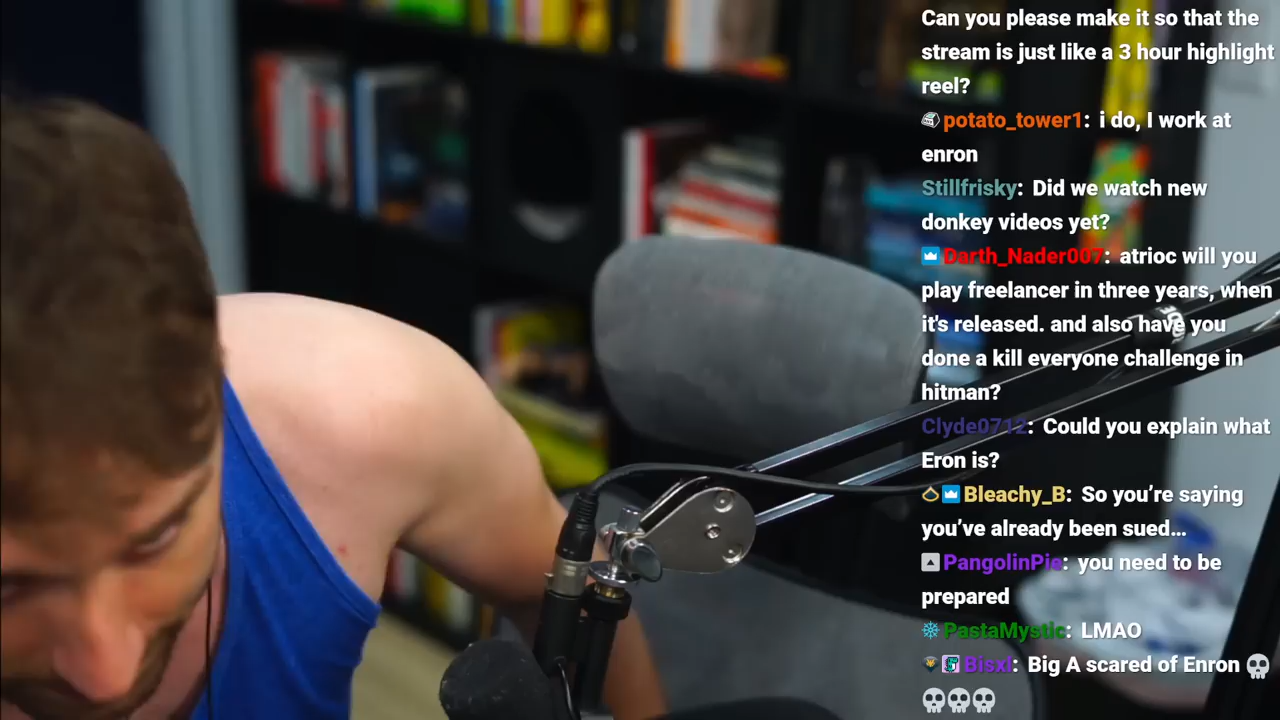 Can you please make it so that the
stream is just like a 3 hour highlight
reel?
potato_tower1: i do, I work at
enron
Stillfrisky: Did we watch new
donkey videos yet?
Darth_Nader007: atrioc will you
play freelancer in three years, when
it's released. and also have you
done a kill everyone challenge in
hitman?
Clyde0712: Could you explain what
Eron is?
Bleachy_B: So you’re saying
you’ve already been sued…
PangolinPie: you need to be
prepared
PastaMystic: LMAO
Bisxl: Big A scared of Enron 💀
💀💀💀